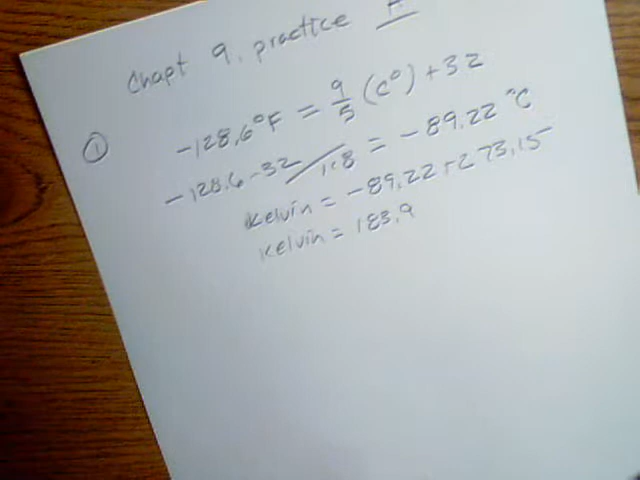 Chapt 9, practice A
① -128.6°F = 9/5 (C°) + 32
-128.6 - 32 / 1.8 = -89.22 °C
Kelvin = -89.22 + 273.15
Kelvin = 183.9